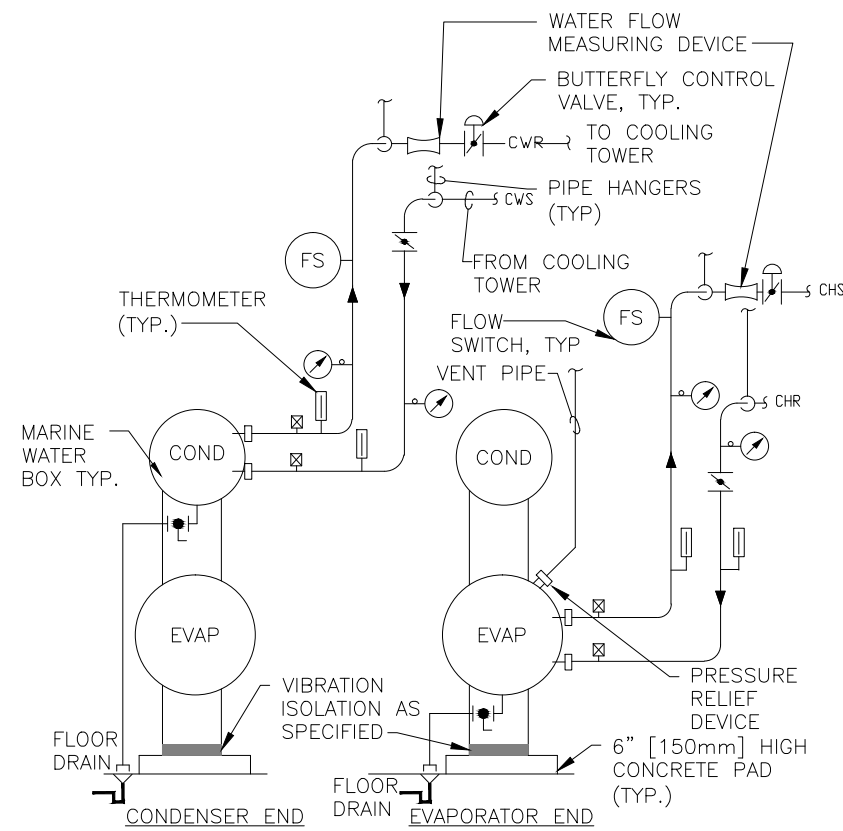 WATER FLOW
MEASURING DEVICE
BUTTERFLY CONTROL
VALVE, TYP.
CWR
TO COOLING
TOWER
PIPE HANGERS
(TYP)
CWS
FROM COOLING
TOWER
FS
THERMOMETER
(TYP.)
FLOW
SWITCH, TYP
FS
CHS
VENT PIPE
CHR
MARINE
WATER
BOX TYP.
COND
COND
EVAP
EVAP
VIBRATION
ISOLATION AS
SPECIFIED
PRESSURE
RELIEF
DEVICE
FLOOR
DRAIN
FLOOR
DRAIN
6" [150mm] HIGH
CONCRETE PAD
(TYP.)
CONDENSER END
EVAPORATOR END